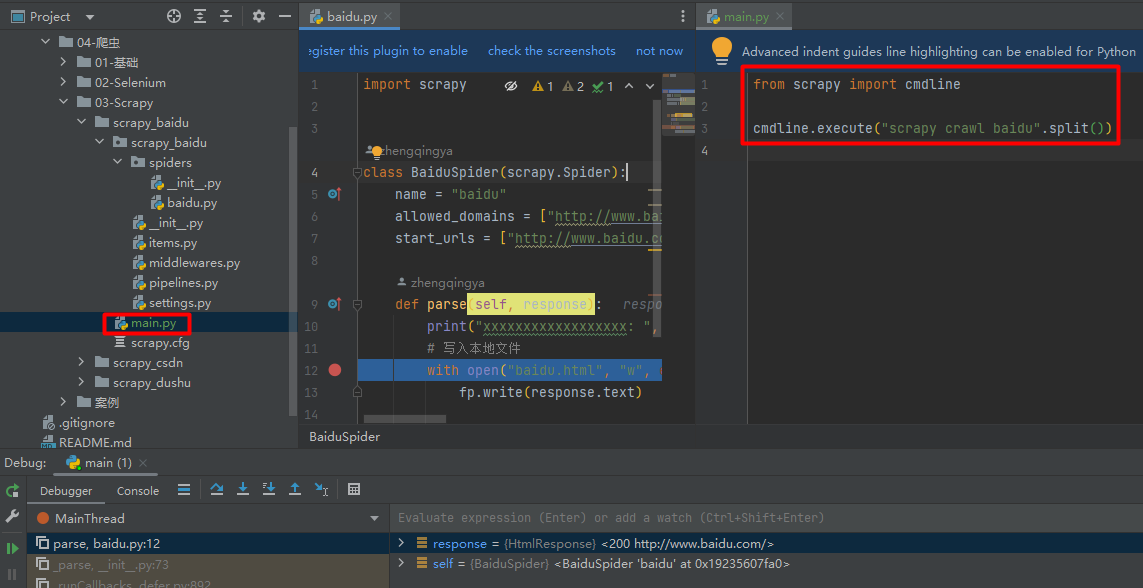 Project
04-爬虫
01-基础
02-Selenium
03-Scrapy
scrapy_baidu
scrapy_baidu
spiders
__init__.py
baidu.py
__init__.py
items.py
middlewares.py
pipelines.py
settings.py
main.py
scrapy.cfg
scrapy_csdn
scrapy_dushu
案例
.gitignore
README.md
baidu.py
gister this plugin to enable check the screenshots not now
1 import scrapy 1 2 1
2
3
zhengqingya
4 class BaiduSpider(scrapy.Spider):
5 name = "baidu"
6 allowed_domains = ["http://www.ba
7 start_urls = ["http://www.baidu.c
8
zhengqingya
9 def parse(self, response): respo
10 print("xxxxxxxxxxxxxxxxxx: ",
11 # 写入本地文件
12 with open("baidu.html", "w",
13 fp.write(response.text)
14
BaiduSpider
main.py
Advanced indent guides line highlighting can be enabled for Python
1 from scrapy import cmdline
2
3 cmdline.execute("scrapy crawl baidu".split())
4
Debug: main (1)
Debugger Console
MainThread
parse, baidu.py:12
_parse, __init__.py:73
_runCallbacks, defer.py:892
Evaluate expression (Enter) or add a watch (Ctrl+Shift+Enter)
response = {HtmlResponse} <200 http://www.baidu.com/>
self = {BaiduSpider} <BaiduSpider 'baidu' at 0x19235607fa0>